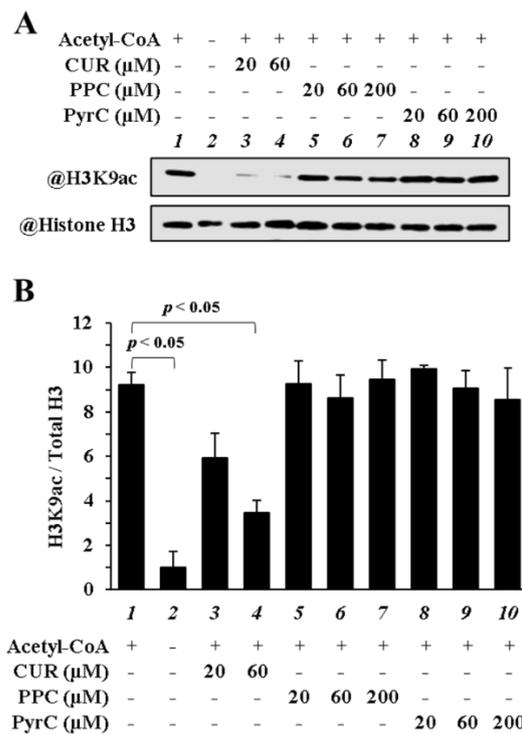 A
Acetyl-CoA + - + + + + + + + +
CUR (µM) - - 20 60 - - - - - -
PPC (µM) - - - - 20 60 200 - - -
PyrC (µM) - - - - - - - 20 60 200
1 2 3 4 5 6 7 8 9 10
@H3K9ac
@Histone H3
B
p < 0.05
p < 0.05
H3K9ac / Total H3
12
10
8
6
4
2
0
1 2 3 4 5 6 7 8 9 10
Acetyl-CoA + - + + + + + + + +
CUR (µM) - - 20 60 - - - - - -
PPC (µM) - - - - 20 60 200 - - -
PyrC (µM) - - - - - - - 20 60 200